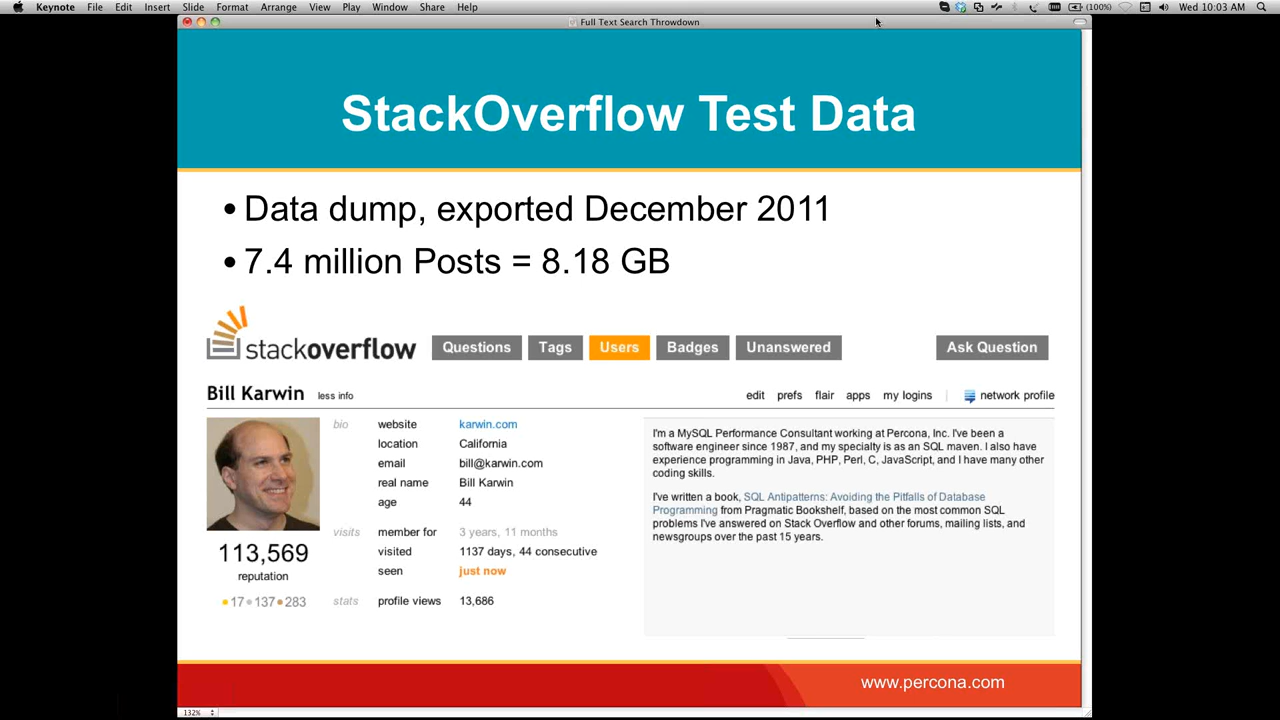 Keynote File Edit Insert Slide Format Arrange View Play Window Share Help (100%) Wed 10:03 AM
Full Text Search Throwdown
StackOverflow Test Data
• Data dump, exported December 2011
• 7.4 million Posts = 8.18 GB
stackoverflow Questions Tags Users Badges Unanswered Ask Question
Bill Karwin less info edit prefs flair apps my logins | network profile
bio website karwin.com
location California
email bill@karwin.com
real name Bill Karwin
age 44
visits member for 3 years, 11 months
visited 1137 days, 44 consecutive
seen just now
stats profile views 13,686
113,569
reputation
17 137 283
I'm a MySQL Performance Consultant working at Percona, Inc. I've been a
software engineer since 1987, and my specialty is as an SQL maven. I also have
experience programming in Java, PHP, Perl, C, JavaScript, and I have many other
coding skills.
I've written a book, SQL Antipatterns: Avoiding the Pitfalls of Database
Programming from Pragmatic Bookshelf, based on the most common SQL
problems I've answered on Stack Overflow and other forums, mailing lists, and
newsgroups over the past 15 years.
www.percona.com
132%